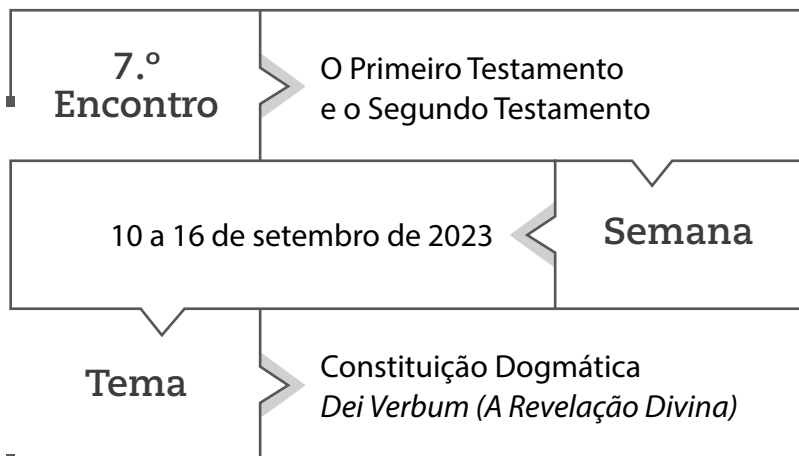 7.º
Encontro
O Primeiro Testamento
e o Segundo Testamento
10 a 16 de setembro de 2023
Semana
Tema
Constituição Dogmática
Dei Verbum (A Revelação Divina)